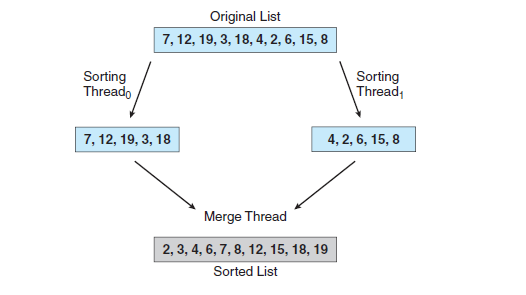 Original List
7, 12, 19, 3, 18, 4, 2, 6, 15, 8
Sorting
Thread0
Sorting
Thread1
7, 12, 19, 3, 18
4, 2, 6, 15, 8
Merge Thread
2, 3, 4, 6, 7, 8, 12, 15, 18, 19
Sorted List